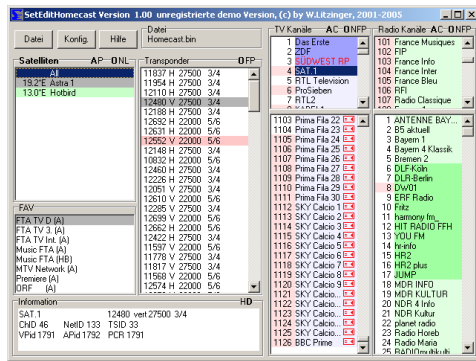 SetEditHomecast Version 1.00 unregistrierte demo Version, (c) by W.Litzinger, 2001-2005
Datei
Konfig.
Hilfe
Datei
Homecast.bin
Satelliten AP ONL
All
19.2°E Astra 1
13.0°E Hotbird
Transponder OFP
11837 H 27500 3/4
11954 H 27500 3/4
12110 H 27500 3/4
12480 V 27500 3/4
12188 H 27500 3/4
12692 H 22000 5/6
12631 H 22000 5/6
12552 V 22000 5/6
12148 H 27500 3/4
10832 H 22000 5/6
12460 H 27500 3/4
12226 H 27500 3/4
12051 V 27500 3/4
12610 V 22000 5/6
12285 V 27500 3/4
12699 V 22000 5/6
12662 H 22000 5/6
12422 H 27500 3/4
11597 V 22000 5/6
11778 V 27500 3/4
11817 V 27500 3/4
11568 V 22000 5/6
12574 H 22000 5/6
FAV
FTA TV D (A)
FTA TV 3. (A)
FTA TV Int. (A)
Music FTA (A)
Music FTA (HB)
MTV Network (A)
Premiere (A)
ORF (A)
Information HD
SAT.1 12480 vert 27500 3/4
ChID 46 NetID 133 TSID 33
VPid 1791 APid 1792 PCR 1791
TV Kanäle AC ONFP
1 Das Erste
2 ZDF
3 SÜDWEST RP
4 SAT.1
5 RTL Television
6 ProSieben
7 RTL2
8 KABEL1
1103 Prima Fila 22
1104 Prima Fila 23
1105 Prima Fila 24
1106 Prima Fila 25
1107 Prima Fila 26
1108 Prima Fila 27
1109 Prima Fila 28
1110 Prima Fila 29
1111 Prima Fila 30
1112 SKY Calcio 1
1113 SKY Calcio 2
1114 SKY Calcio 3
1115 SKY Calcio 4
1116 SKY Calcio 5
1117 SKY Calcio 6
1118 SKY Calcio 7
1119 SKY Calcio 8
1120 SKY Calcio 9
1121 SKY Calcio...
1122 SKY Calcio...
1123 SKY Calcio...
1124 SKY Calcio...
1125 SKY Calcio...
1126 BBC Prime
Radio Kanäle AC ONFP
101 France Musiques
102 FIP
103 France Info
104 France Inter
105 France Bleu
106 RFI
107 Radio Classique
1 ANTENNE BAY...
2 B5 aktuell
3 Bayern 1
4 Bayern 4 Klassik
5 Bremen 2
6 DLF-Köln
7 DLR-Berlin
8 DW01
9 ERF Radio
10 Fritz
11 harmony fm_
12 HIT RADIO FFH
13 YOU FM
14 hr-info
15 HR2
16 HR2 plus
17 JUMP
18 MDR INFO
19 MDR KULTUR
20 NDR 4 Info
21 NDR Kultur
22 planet radio
23 Radio Horeb
24 Radio Maria
25 RADIOmultikulti